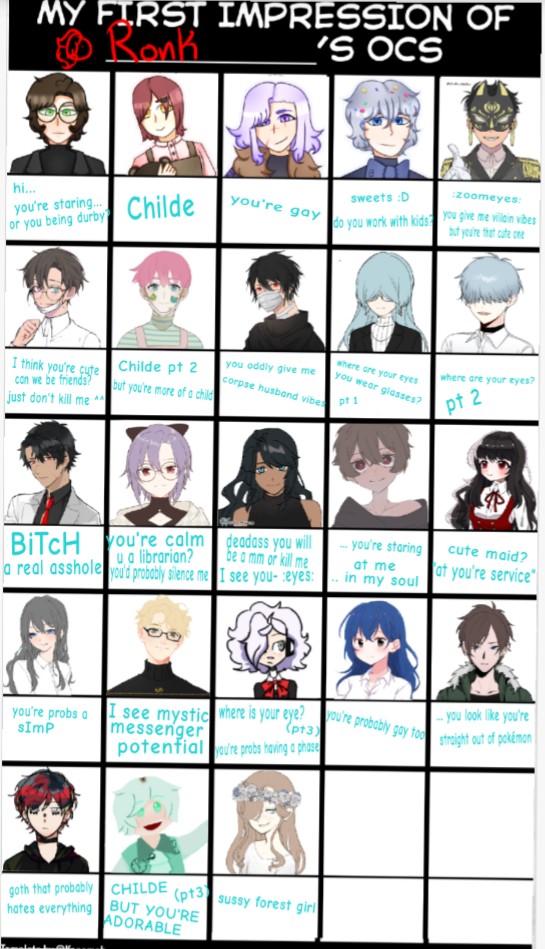 MY FIRST IMPRESSION OF
Ronk 'S OCS
hi...
you're staring...
or you being durby?
Childe
you're gay
sweets :D
do you work with kids?
:zoomeyes:
you give me villain vibes
but you're that cute one
I think you're cute
can we be friends?
just don't kill me ^^
Childe pt 2
but you're more of a child
you oddly give me
corpse husband vibes
where are your eyes
you wear glasses?
pt 1
where are your eyes?
pt 2
BiTcH
a real asshole
you're calm
u a librarian?
you'd probably silence me
deadass you will
be a mm or kill me
I see you- :eyes:
... you're staring
at me
.. in my soul
cute maid?
"at you're service"
you're probs a
sImP
I see mystic
messenger
potential
where is your eye?
(pt3)
you're probs having a phase
you're probably gay too
... you look like you're
straight out of pokémon
goth that probably
hates everything
CHILDE (pt3)
BUT YOU'RE
ADORABLE
sussy forest girl